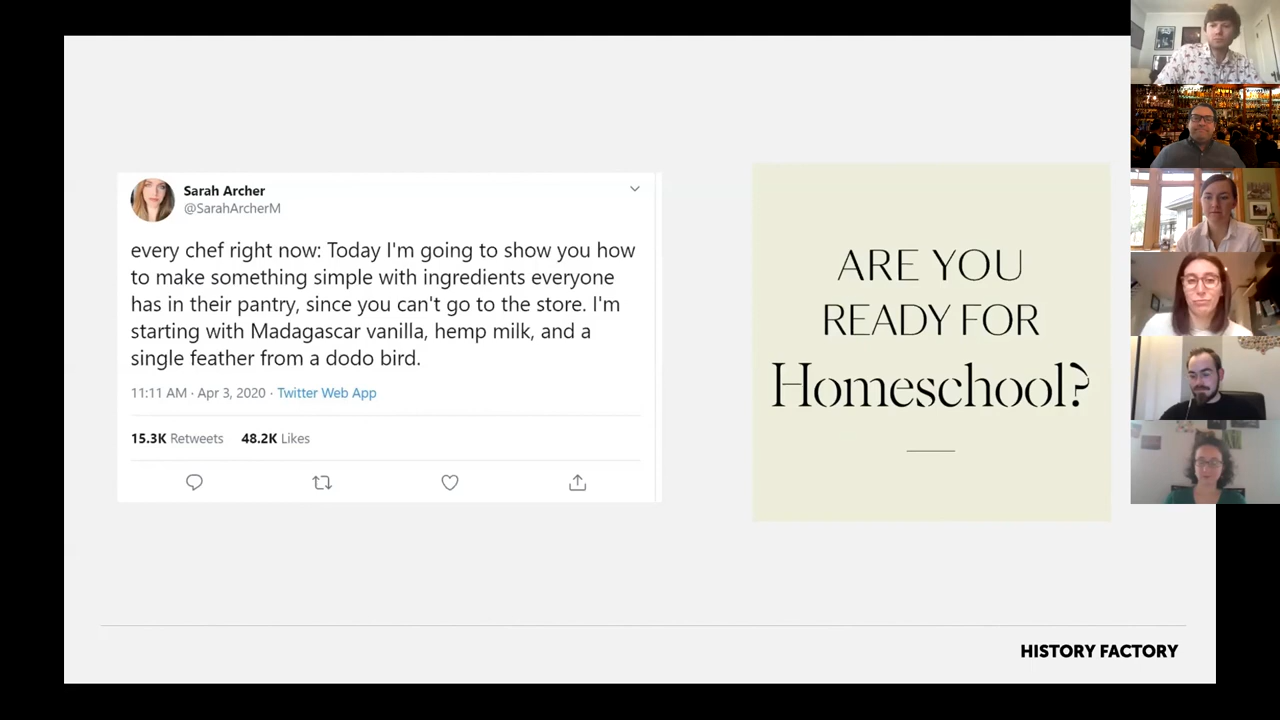 Sarah Archer
@SarahArcherM
every chef right now: Today I'm going to show you how
to make something simple with ingredients everyone
has in their pantry, since you can't go to the store. I'm
starting with Madagascar vanilla, hemp milk, and a
single feather from a dodo bird.
11:11 AM · Apr 3, 2020 · Twitter Web App
15.3K Retweets 48.2K Likes
ARE YOU
READY FOR
Homeschool?
HISTORY FACTORY